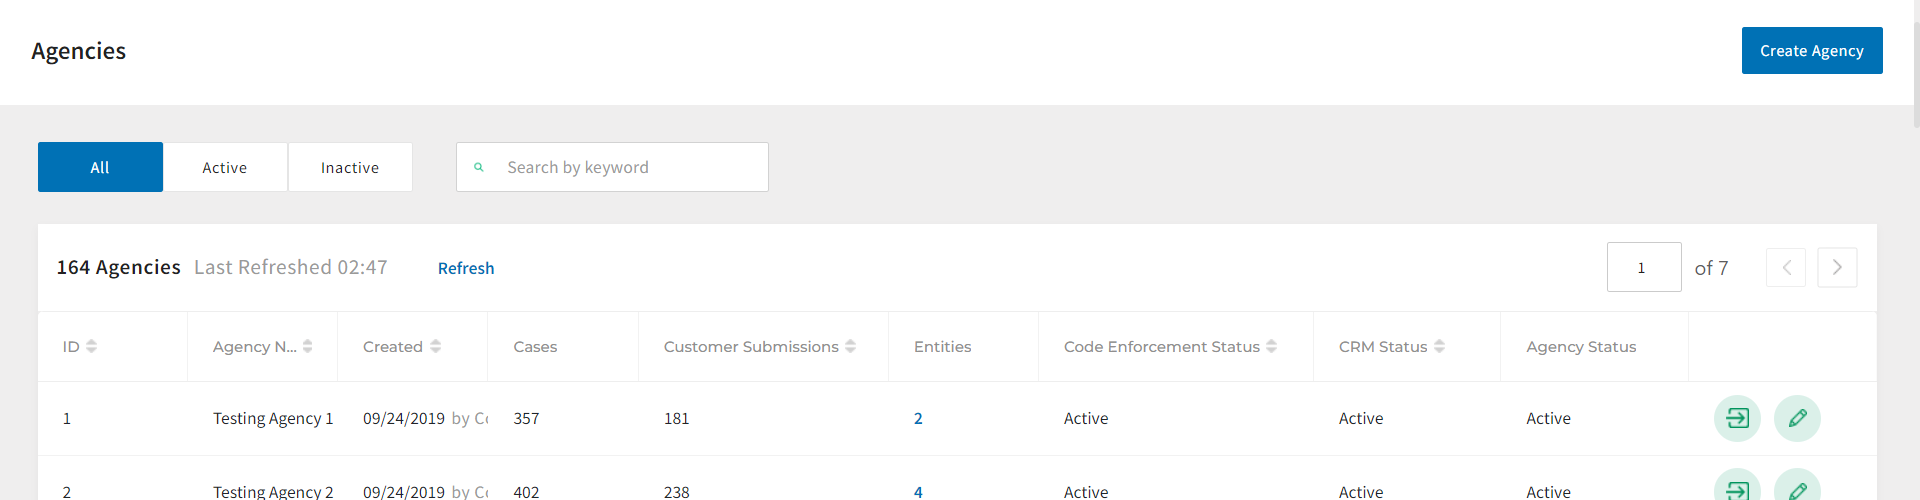 Agencies
Create Agency
All Active Inactive Search by keyword
164 Agencies Last Refreshed 02:47 Refresh 1 of 7
ID Agency N... Created Cases Customer Submissions Entities Code Enforcement Status CRM Status Agency Status
1 Testing Agency 1 09/24/2019 by 357 181 2 Active Active Active
2 Testing Agency 2 09/24/2019 by 402 238 4 Active Active Active